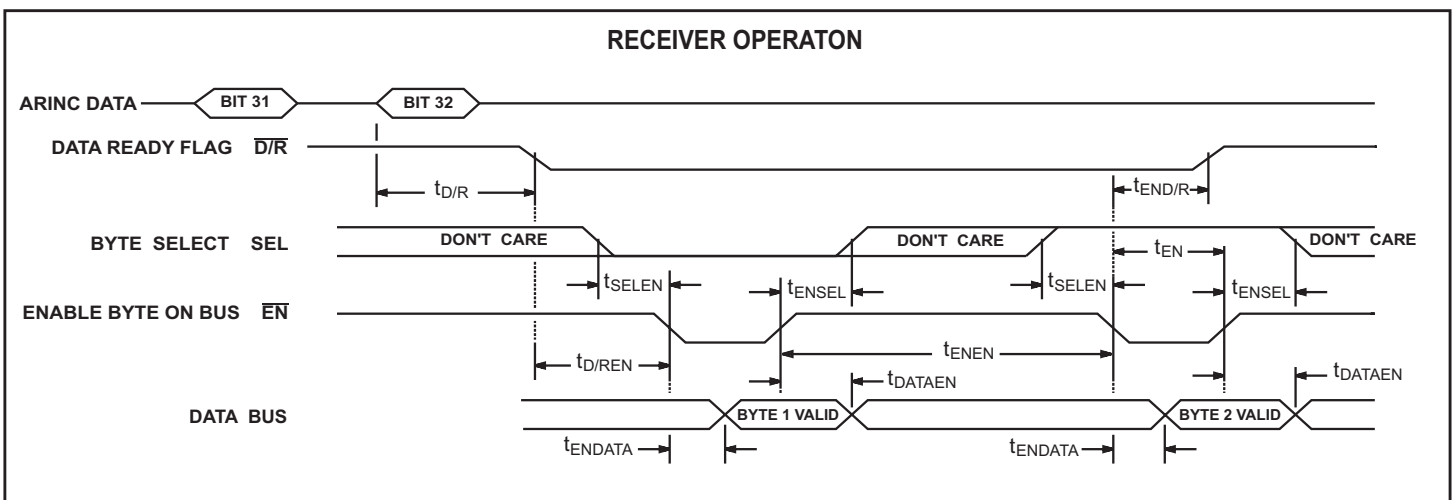 RECEIVER OPERATON
ARINC DATA
BIT 31
BIT 32
DATA READY FLAG D/R
tD/R
tEND/R
BYTE SELECT SEL
DON'T CARE
DON'T CARE
DON'T CARE
tEN
tSELEN
tENSEL
tSELEN
tENSEL
ENABLE BYTE ON BUS EN
tD/REN
tENEN
tDATAEN
tDATAEN
DATA BUS
BYTE 1 VALID
BYTE 2 VALID
tENDATA
tENDATA